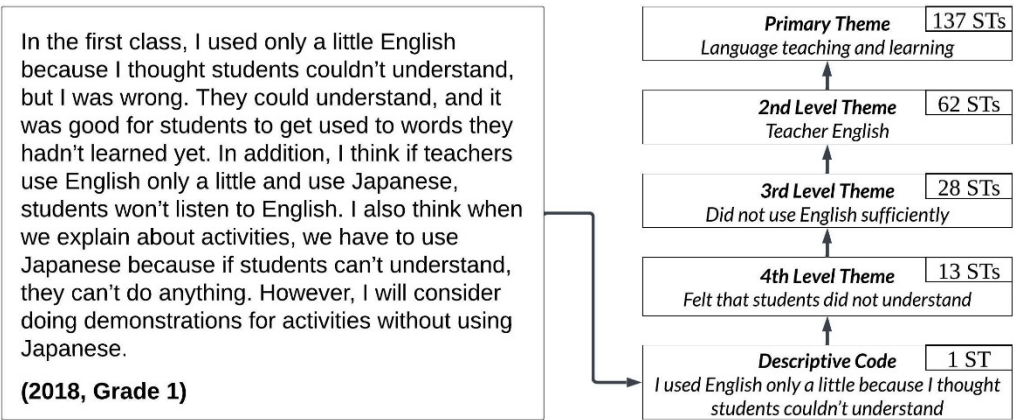 In the first class, I used only a little English
because I thought students couldn't understand,
but I was wrong. They could understand, and it
was good for students to get used to words they
hadn't learned yet. In addition, I think if teachers
use English only a little and use Japanese,
students won't listen to English. I also think when
we explain about activities, we have to use
Japanese because if students can't understand,
they can't do anything. However, I will consider
doing demonstrations for activities without using
Japanese.
(2018, Grade 1)
Primary Theme
137 STs
Language teaching and learning
2nd Level Theme
62 STs
Teacher English
3rd Level Theme
28 STs
Did not use English sufficiently
4th Level Theme
13 STs
Felt that students did not understand
Descriptive Code
1 ST
I used English only a little because I thought
students couldn't understand